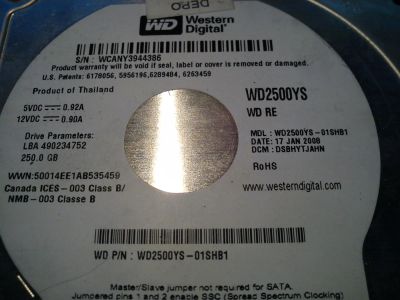 DEPO
WD Western
Digital
S/N : WCANY3944386
Product warranty will be void if seal, label or cover is removed or damaged.
U.S. Patents: 6178056, 5956196,6289484, 6263459
Product of Thailand
5VDC 0.92A
12VDC 0.90A
Drive Parameters:
LBA 490234752
250.0 GB
WWN:50014EE1AB535459
Canada ICES-003 Class B/
NMB-003 Classe B
WD2500YS
WD RE
MDL : WD2500YS-01SHB1
DATE: 17 JAN 2008
DCM : DSBHYTJAHN
RoHS
www.westerndigital.com
WD P/N : WD2500YS-01SHB1
Master/Slave jumper not required for SATA.
Jumpered pins 1 and 2 enable SSC (Spread Spectrum Clocking)